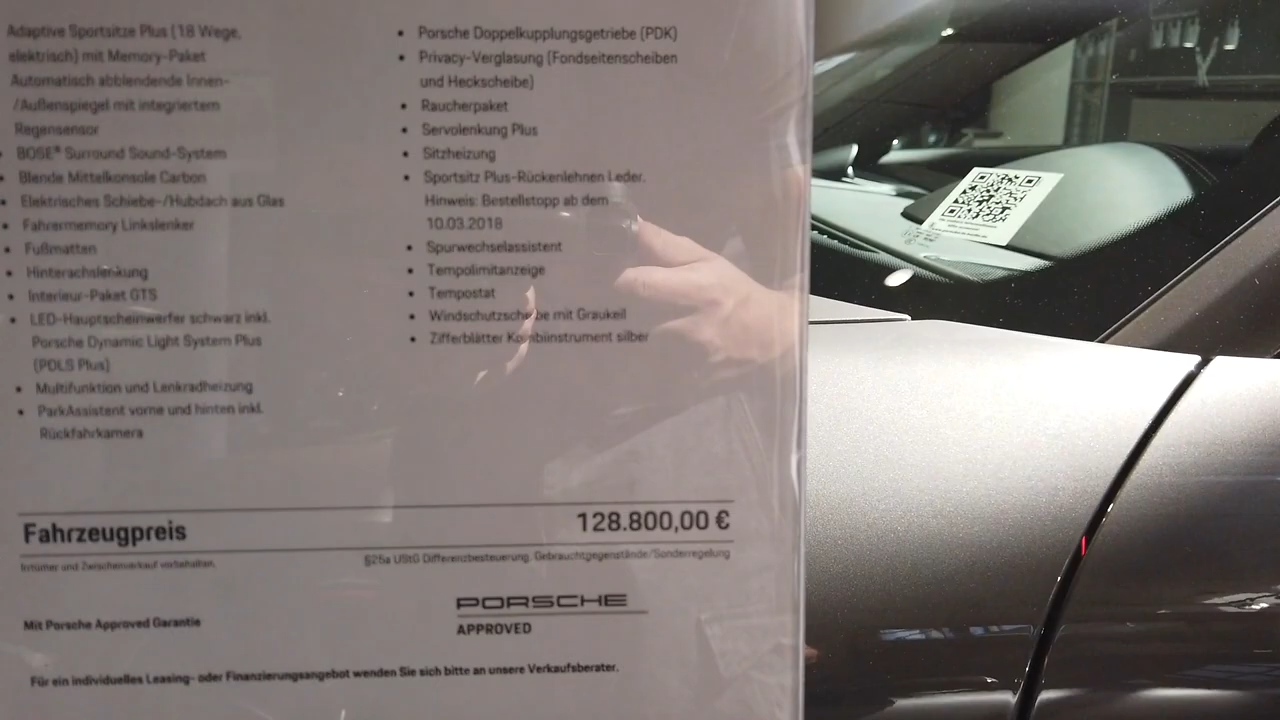 Adaptive Sportsitze Plus (18 Wege,
elektrisch) mit Memory-Paket
Automatisch abblendende Innen-
/Außenspiegel mit integriertem
Regensensor
• BOSE® Surround Sound-System
• Blende Mittelkonsole Carbon
• Elektrisches Schiebe-/Hubdach aus Glas
• Fahrermemory Linkslenker
• Fußmatten
• Hinterachslenkung
• Interieur-Paket GTS
• LED-Hauptscheinwerfer schwarz inkl.
Porsche Dynamic Light System Plus
(PDLS Plus)
• Multifunktion und Lenkradheizung
• ParkAssistent vorne und hinten inkl.
Rückfahrkamera
• Porsche Doppelkupplungsgetriebe (PDK)
• Privacy-Verglasung (Fondseitenscheiben
und Heckscheibe)
• Raucherpaket
• Servolenkung Plus
• Sitzheizung
• Sportsitz Plus-Rückenlehnen Leder.
Hinweis: Bestellstopp ab dem
10.03.2018
• Spurwechselassistent
• Tempolimitanzeige
• Tempostat
• Windschutzscheibe mit Graukeil
• Zifferblätter Kombiinstrument silber
Fahrzeugpreis 128.800,00 €
Irrtümer und Zwischenverkauf vorbehalten. §25a UStG Differenzbesteuerung, Gebrauchtgegenstände/Sonderregelung
PORSCHE
Mit Porsche Approved Garantie
APPROVED
Für ein individuelles Leasing- oder Finanzierungsangebot wenden Sie sich bitte an unsere Verkaufsberater.